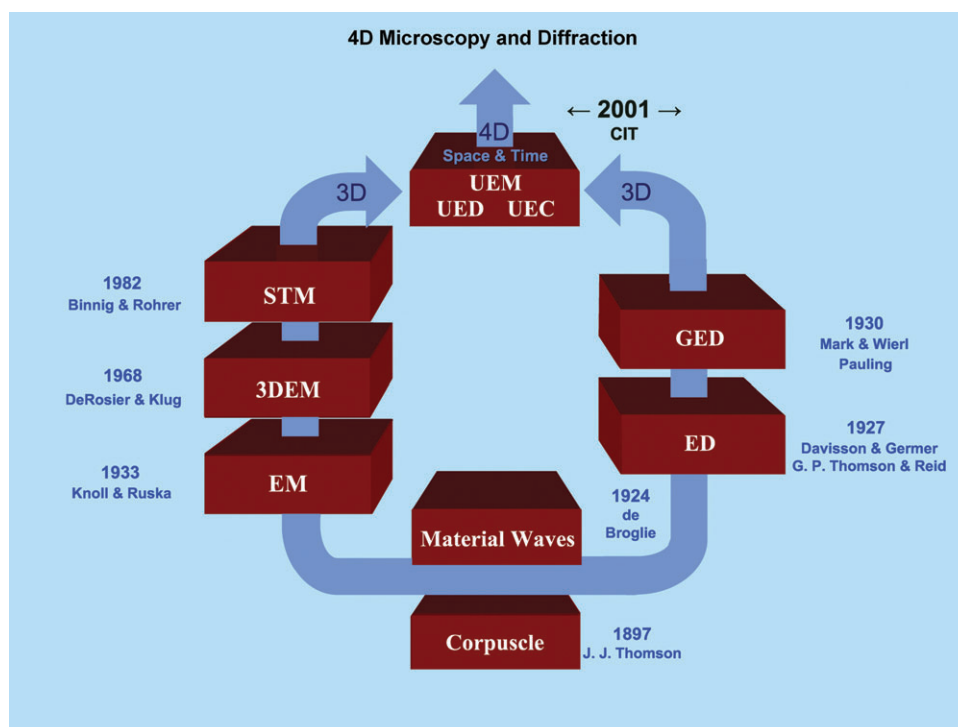 4D Microscopy and Diffraction
← 2001 →
CIT
4D
Space & Time
UEM
UED UEC
3D
3D
STM
1982
Binnig & Rohrer
3DEM
1968
DeRosier & Klug
EM
1933
Knoll & Ruska
GED
1930
Mark & Wierl
Pauling
ED
1927
Davisson & Germer
G. P. Thomson & Reid
Material Waves
1924
de
Broglie
Corpuscle
1897
J. J. Thomson